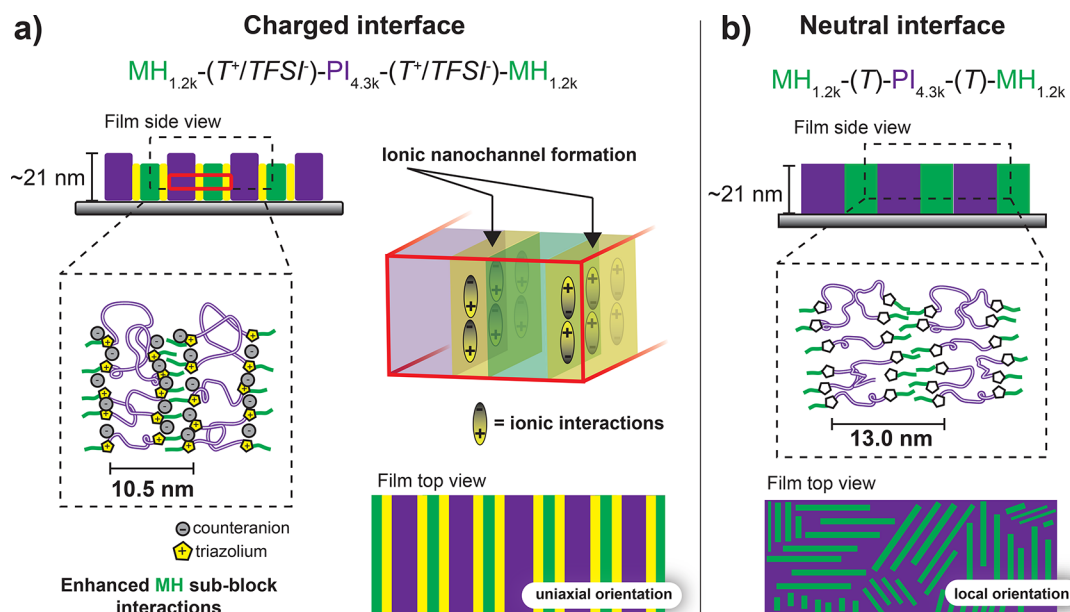 a)
Charged interface
MH1.2k-(T+/TFSI-)-PI4.3k-(T+/TFSI-)-MH1.2k
Film side view
~21 nm
Ionic nanochannel formation
+
-
= ionic interactions
10.5 nm
- counteranion
+ triazolium
Enhanced MH sub-block
interactions
Film top view
uniaxial orientation
b)
Neutral interface
MH1.2k-(T)-PI4.3k-(T)-MH1.2k
Film side view
~21 nm
13.0 nm
Film top view
local orientation